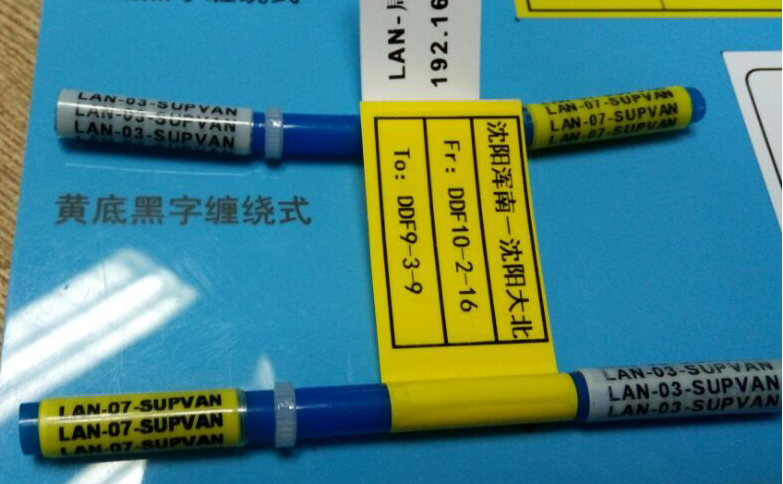 LAN-
192.16
LAN-03-SUPVAN
LAN-03-SUPVAN
LAN-03-SUPVAN
LAN-03-SUPVAN
LAN-07-SUPVAN
LAN-07-SUPVAN
LAN-07-SUPVAN
沈阳浑南-沈阳大北
Fr: DDF10-2-16
To: DDF9-3-9
黄底黑字缠绕式
LAN-07-SUPVAN
LAN-07-SUPVAN
LAN-07-SUPVAN
LAN-03-SUPVAN
LAN-03-SUPVAN
LAN-03-SUPVAN